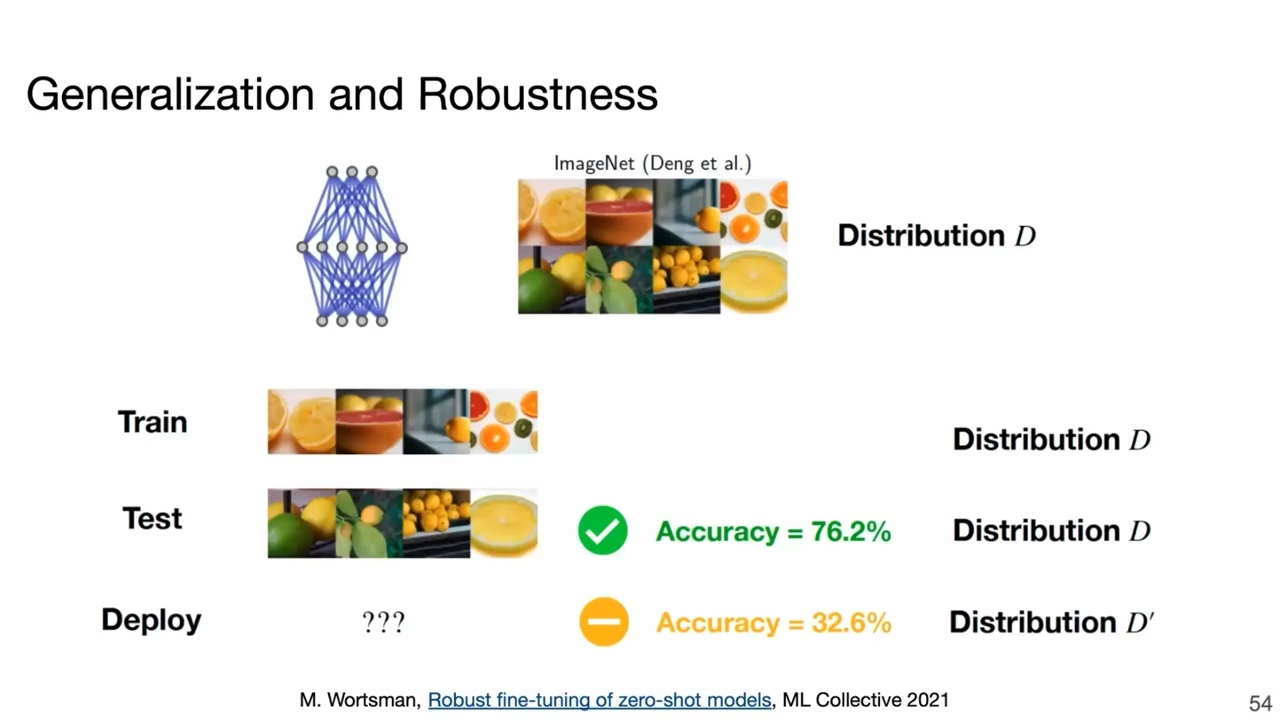 Generalization and Robustness
ImageNet (Deng et al.)
Distribution D
Train
Distribution D
Test
Accuracy = 76.2%
Distribution D
Deploy
???
Accuracy = 32.6%
Distribution D′
M. Wortsman, Robust fine-tuning of zero-shot models, ML Collective 2021
54